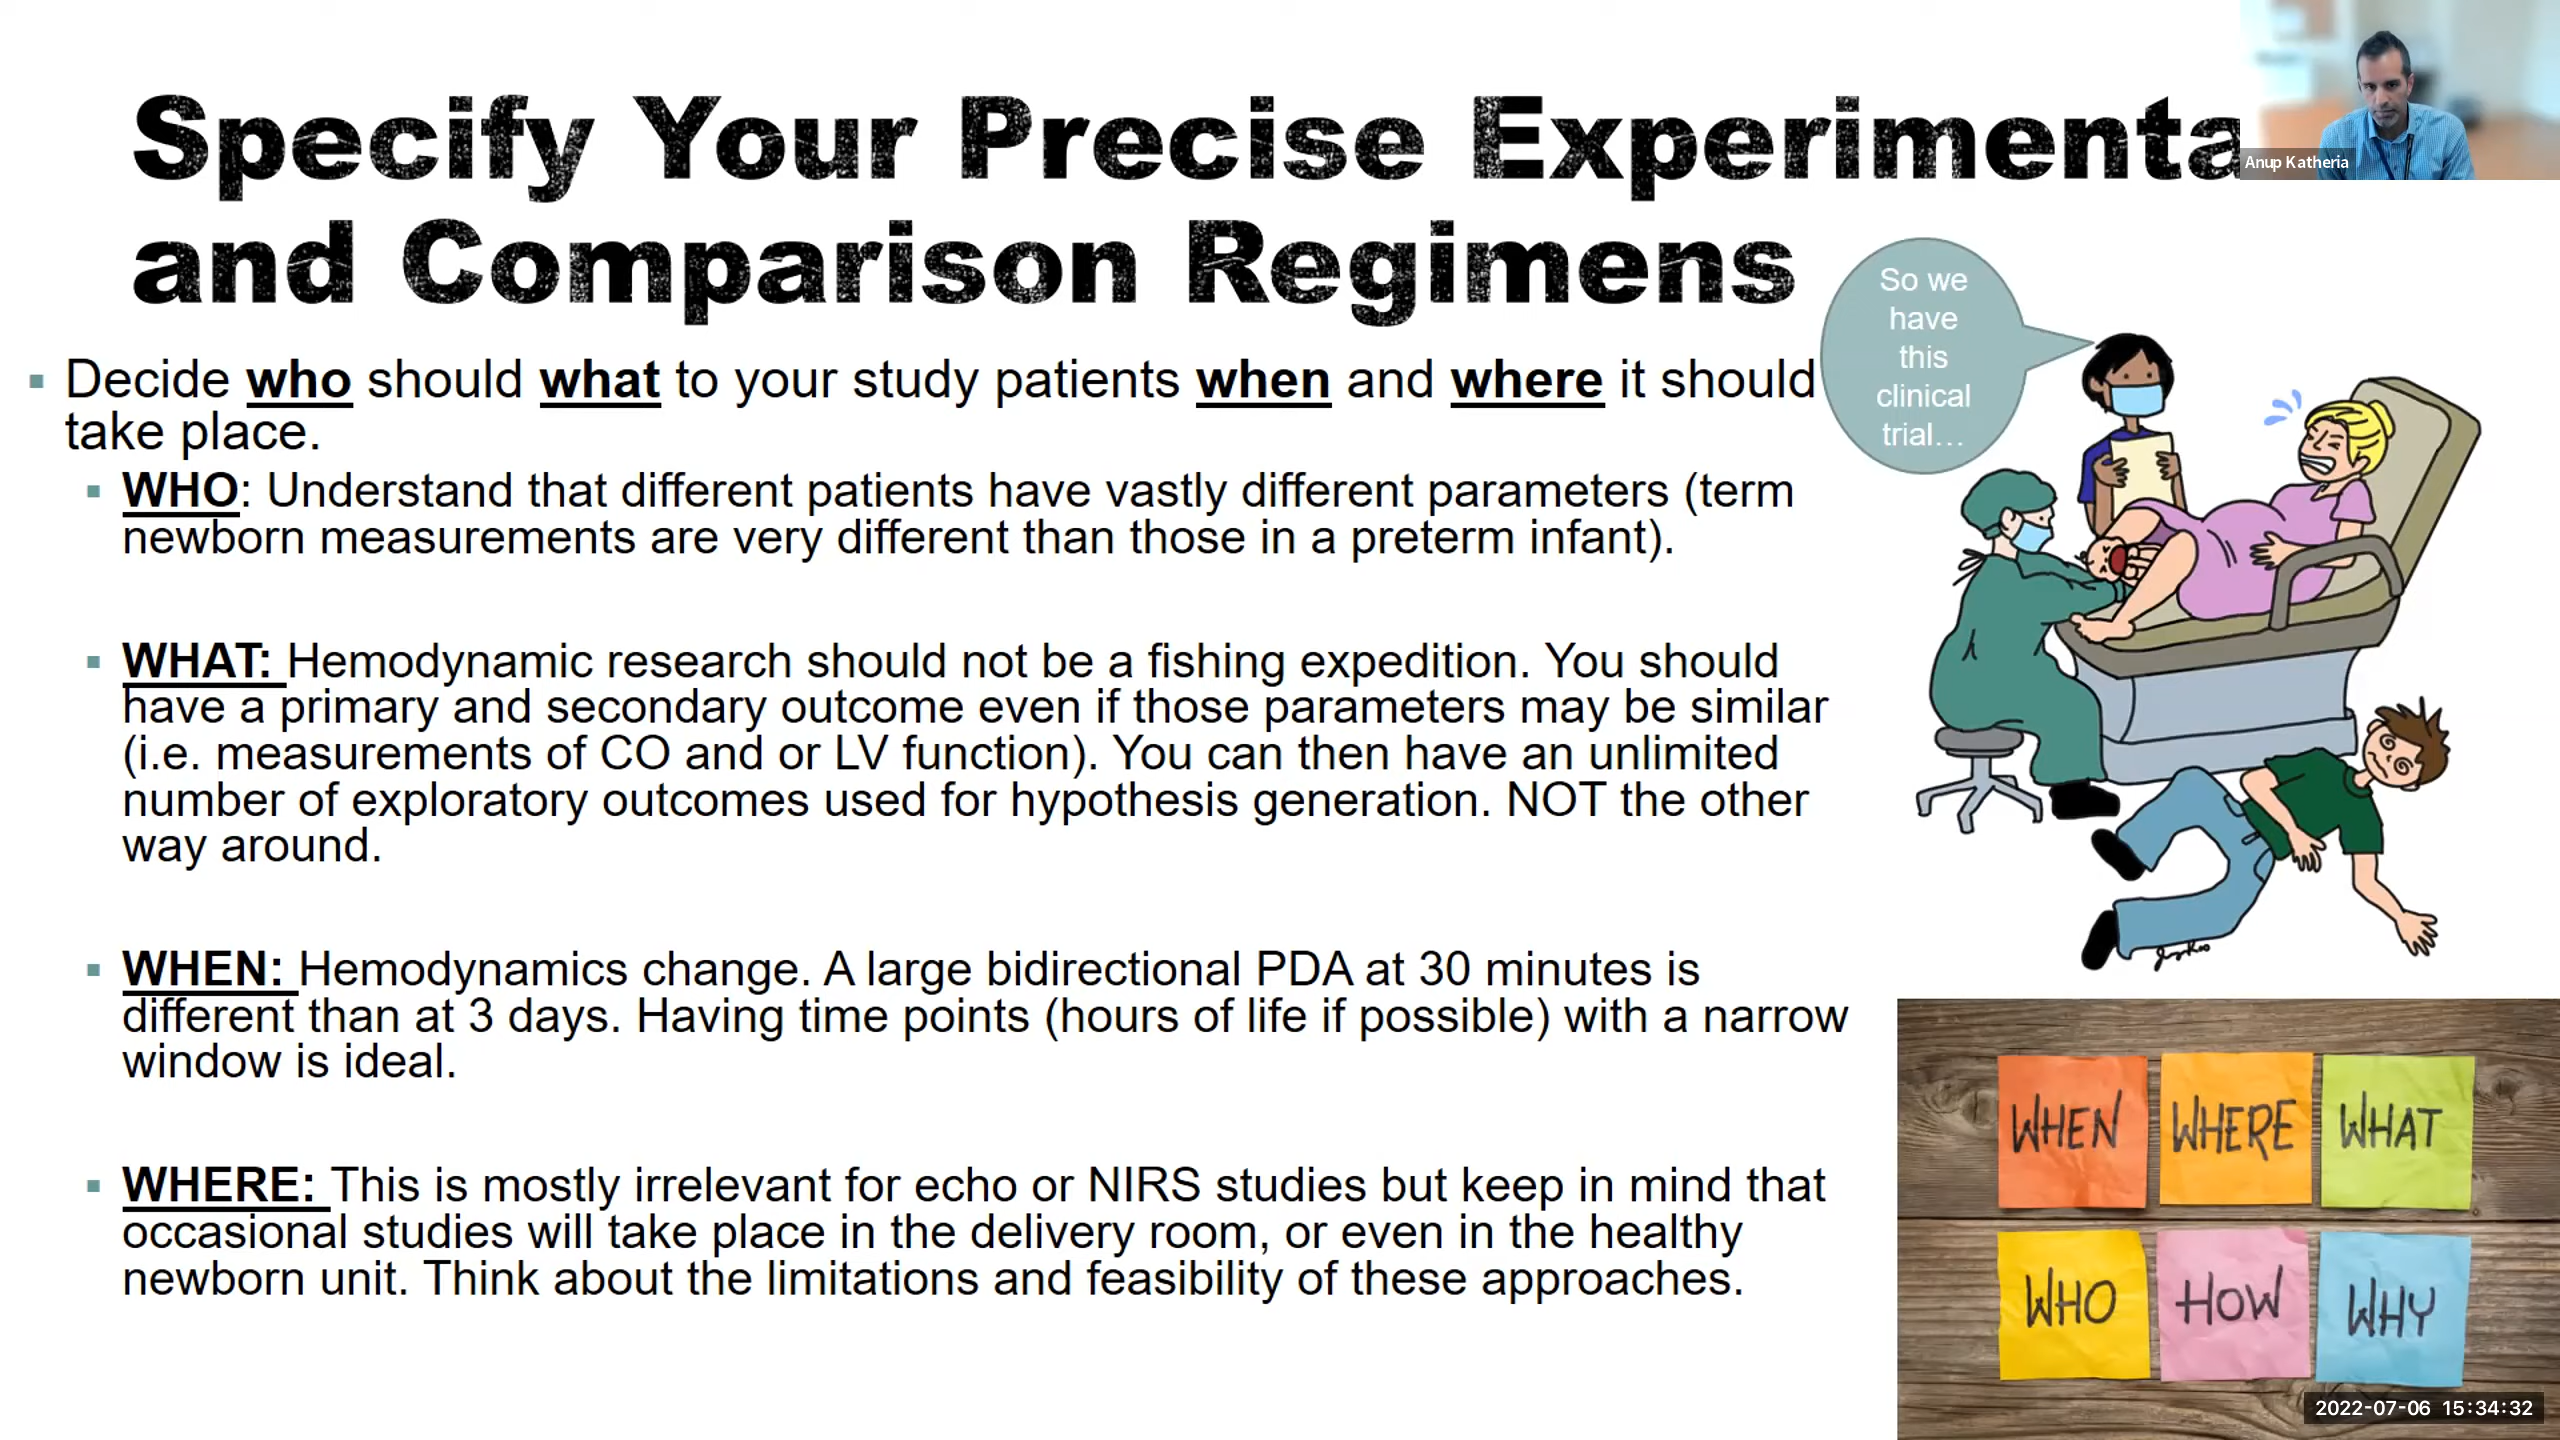 Specify Your Precise Experimenta
and Comparison Regimens
Anup Katheria
So we
have
this
clinical
trial…
▪ Decide who should what to your study patients when and where it should
take place.
▪ WHO: Understand that different patients have vastly different parameters (term
newborn measurements are very different than those in a preterm infant).
▪ WHAT: Hemodynamic research should not be a fishing expedition. You should
have a primary and secondary outcome even if those parameters may be similar
(i.e. measurements of CO and or LV function). You can then have an unlimited
number of exploratory outcomes used for hypothesis generation. NOT the other
way around.
▪ WHEN: Hemodynamics change. A large bidirectional PDA at 30 minutes is
different than at 3 days. Having time points (hours of life if possible) with a narrow
window is ideal.
▪ WHERE: This is mostly irrelevant for echo or NIRS studies but keep in mind that
occasional studies will take place in the delivery room, or even in the healthy
newborn unit. Think about the limitations and feasibility of these approaches.
WHEN WHERE WHAT
WHO HOW WHY
2022-07-06 15:34:32